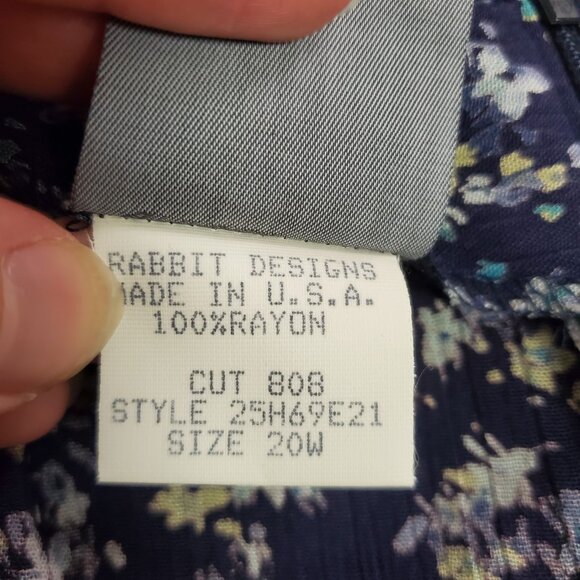 RABBIT DESIGNS
MADE IN U.S.A.
100%RAYON
CUT 808
STYLE 25H69E21
SIZE 20W